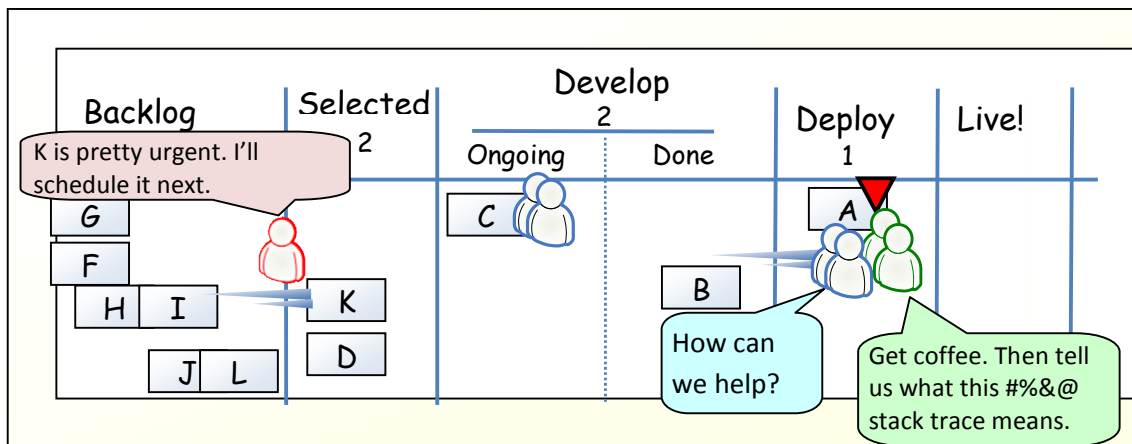 Backlog
Selected
2
Develop
2
Ongoing
Done
Deploy
1
Live!
K is pretty urgent. I'll
schedule it next.
G
F
H I
J L
K
D
C
B
A
How can
we help?
Get coffee. Then tell
us what this #%&@
stack trace means.